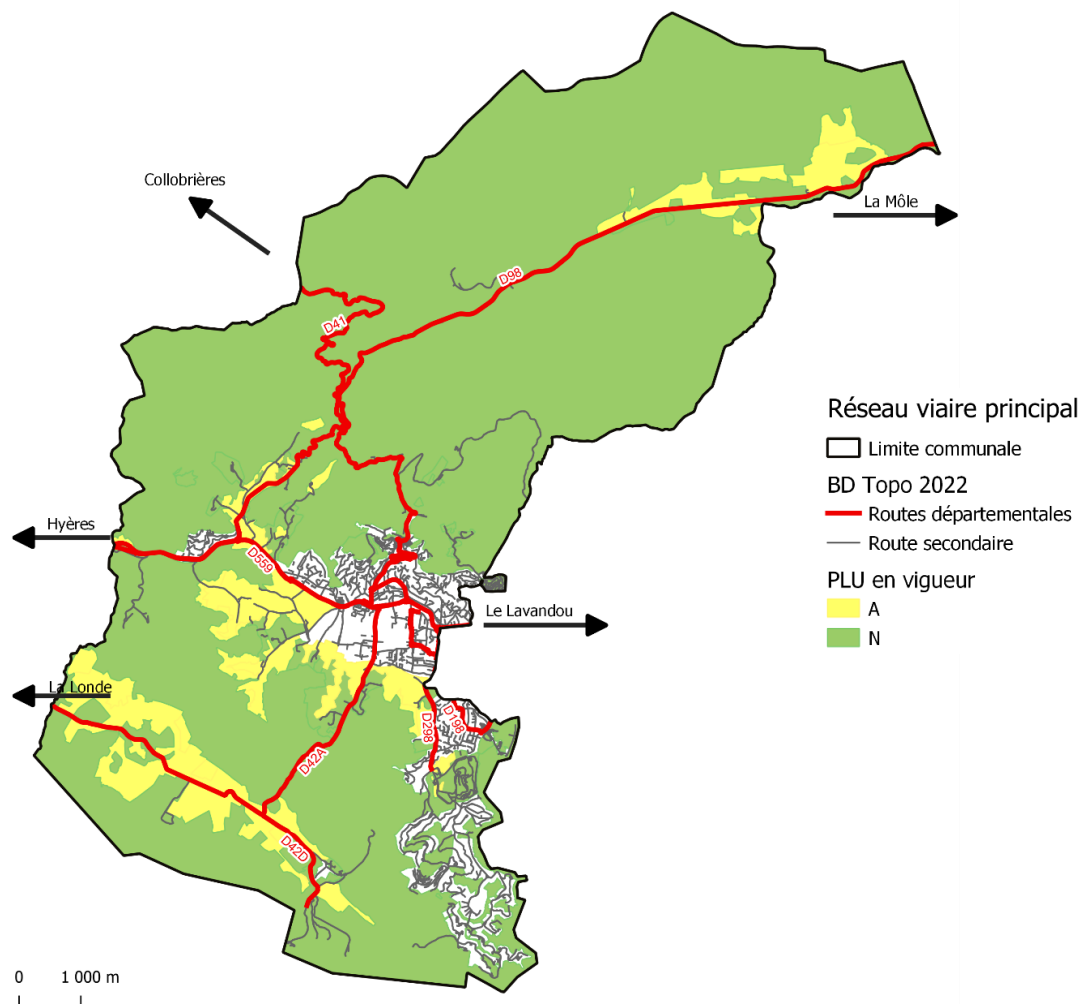 Collobrières
La Môle
D98
D41
Réseau viaire principal
Limite communale
BD Topo 2022
Routes départementales
Route secondaire
PLU en vigueur
A
N
Hyères
D559
Le Lavandou
La Londe
D298
D198
D42A
D42D
0 1 000 m